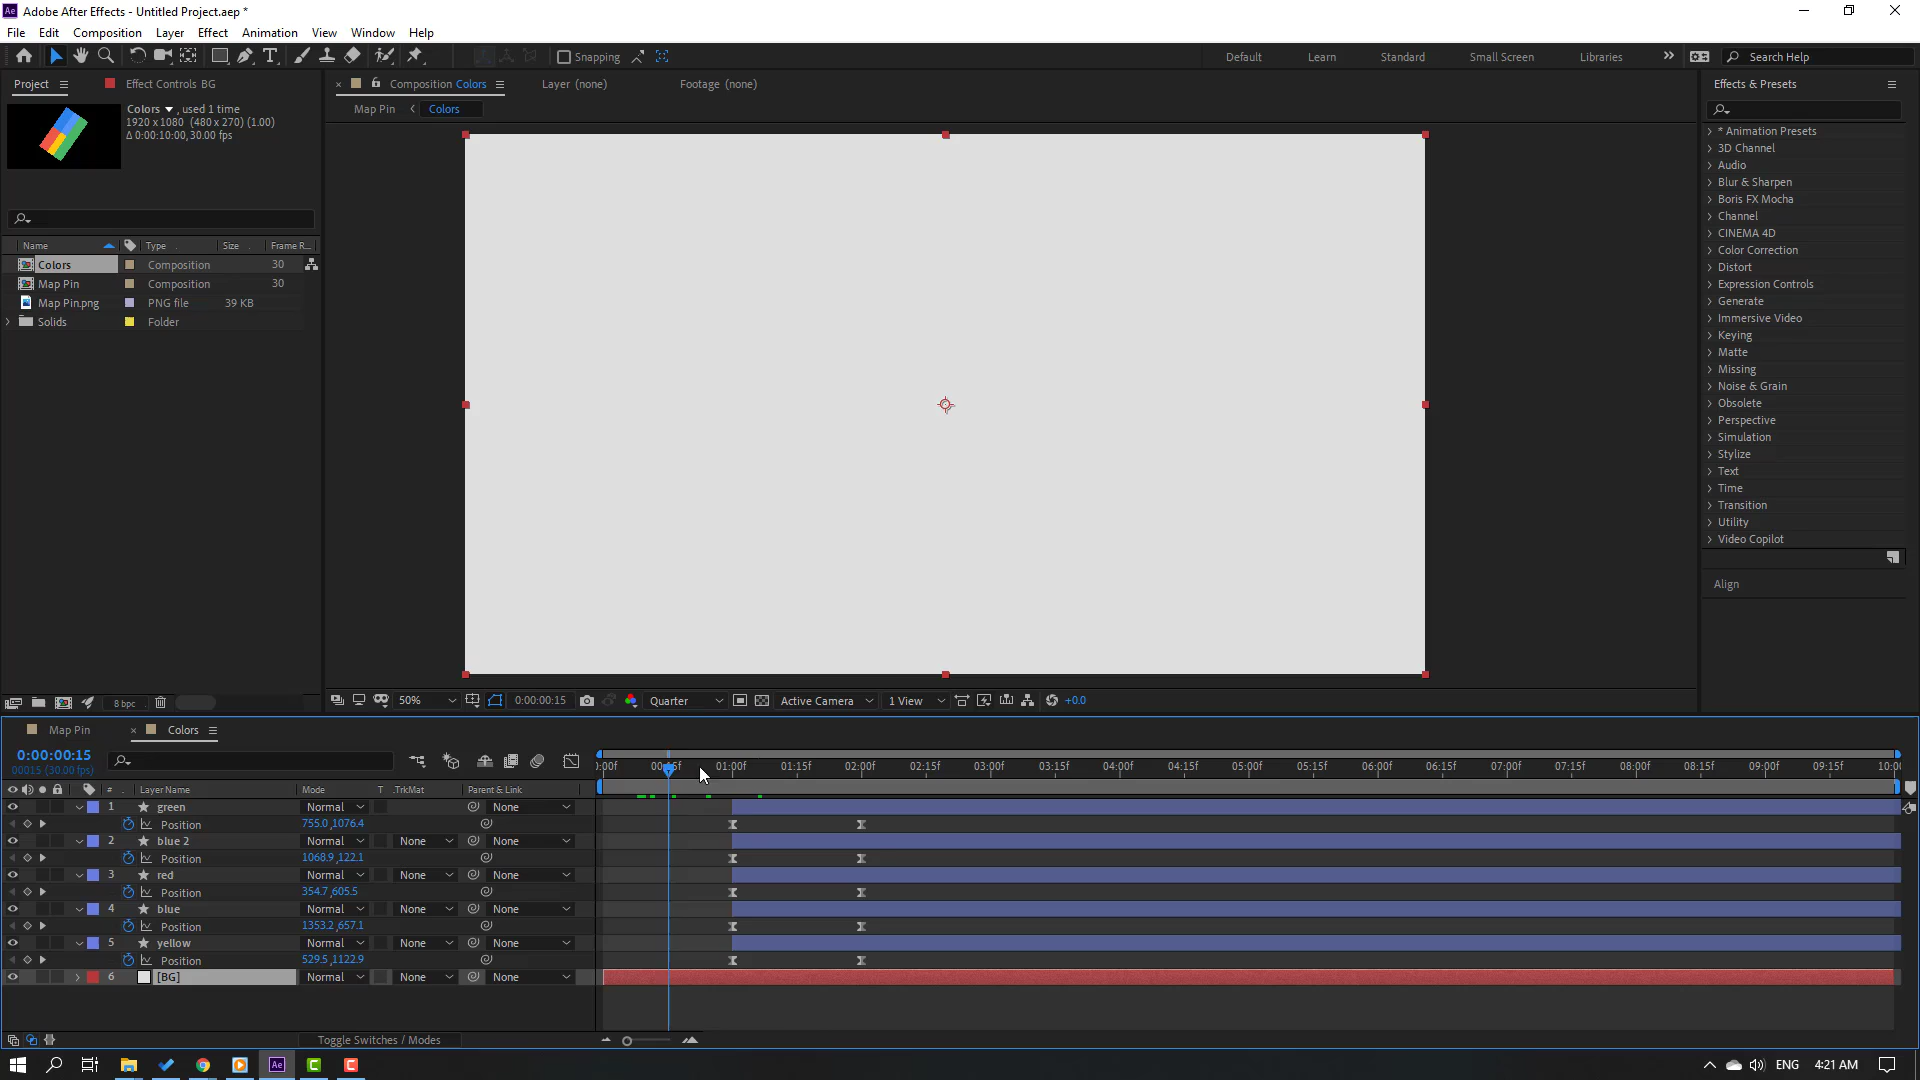 Adobe After Effects - Untitled Project.aep *
File Edit Composition Layer Effect Animation View Window Help
Snapping Default Learn Standard Small Screen Libraries Search Help
Project Effect Controls BG
Composition Colors Layer (none) Footage (none)
Effects & Presets
Colors , used 1 time
1920 x 1080 (480 x 270) (1.00)
Δ 0:00:10:00, 30.00 fps
Map Pin Colors
Name Type Size Frame R...
Colors Composition 30
Map Pin Composition 30
Map Pin.png PNG file 39 KB
Solids Folder
* Animation Presets
3D Channel
Audio
Blur & Sharpen
Boris FX Mocha
Channel
CINEMA 4D
Color Correction
Distort
Expression Controls
Generate
Immersive Video
Keying
Matte
Missing
Noise & Grain
Obsolete
Perspective
Simulation
Stylize
Text
Time
Transition
Utility
Video Copilot
Align
8 bpc
50% 0:00:00:15 Quarter Active Camera 1 View +0.0
Map Pin Colors
0:00:00:15
00015 (30.00 fps)
:00f 00:15f 01:00f 01:15f 02:00f 02:15f 03:00f 03:15f 04:00f 04:15f 05:00f 05:15f 06:00f 06:15f 07:00f 07:15f 08:00f 08:15f 09:00f 09:15f 10:00
# Layer Name Mode T .TrkMat Parent & Link
1 green Normal None
Position 755.0,1076.4
2 blue 2 Normal None None
Position 1068.9,122.1
3 red Normal None None
Position 354.7,605.5
4 blue Normal None None
Position 1353.2,657.1
5 yellow Normal None None
Position 529.5,1122.9
6 [BG] Normal None None
Toggle Switches / Modes
Ae ENG 4:21 AM